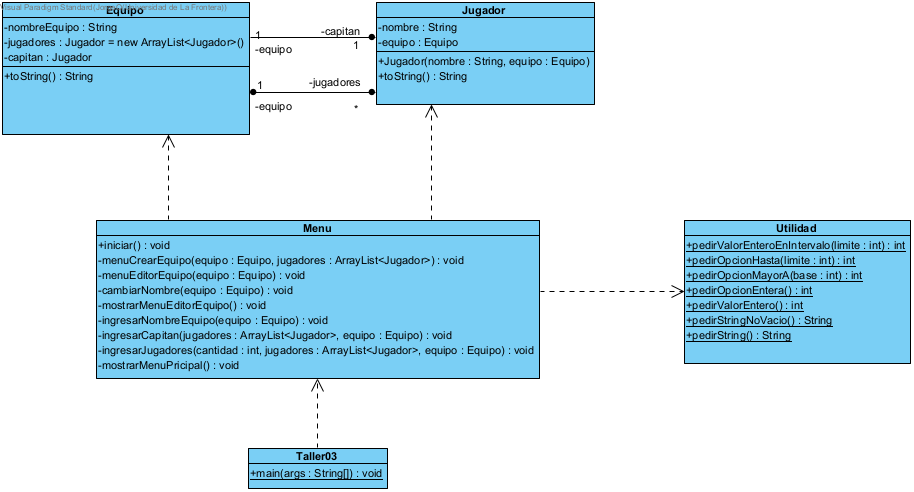 Visual Paradigm Standard(Jose(Universidad de La Frontera))
Equipo
-nombreEquipo : String
-jugadores : Jugador = new ArrayList<Jugador>()
-capitan : Jugador
+toString() : String
1
-equipo
-capitan
1
1
-equipo
-jugadores
*
Jugador
-nombre : String
-equipo : Equipo
+Jugador(nombre : String, equipo : Equipo)
+toString() : String
Menu
+iniciar() : void
-menuCrearEquipo(equipo : Equipo, jugadores : ArrayList<Jugador>) : void
-menuEditorEquipo(equipo : Equipo) : void
-cambiarNombre(equipo : Equipo) : void
-mostrarMenuEditorEquipo() : void
-ingresarNombreEquipo(equipo : Equipo) : void
-ingresarCapitan(jugadores : ArrayList<Jugador>, equipo : Equipo) : void
-ingresarJugadores(cantidad : int, jugadores : ArrayList<Jugador>, equipo : Equipo) : void
-mostrarMenuPricipal() : void
Utilidad
+pedirValorEnteroEnIntervalo(limite : int) : int
+pedirOpcionHasta(limite : int) : int
+pedirOpcionMayorA(base : int) : int
+pedirOpcionEntera() : int
+pedirValorEntero() : int
+pedirStringNoVacio() : String
+pedirString() : String
Taller03
+main(args : String[]) : void